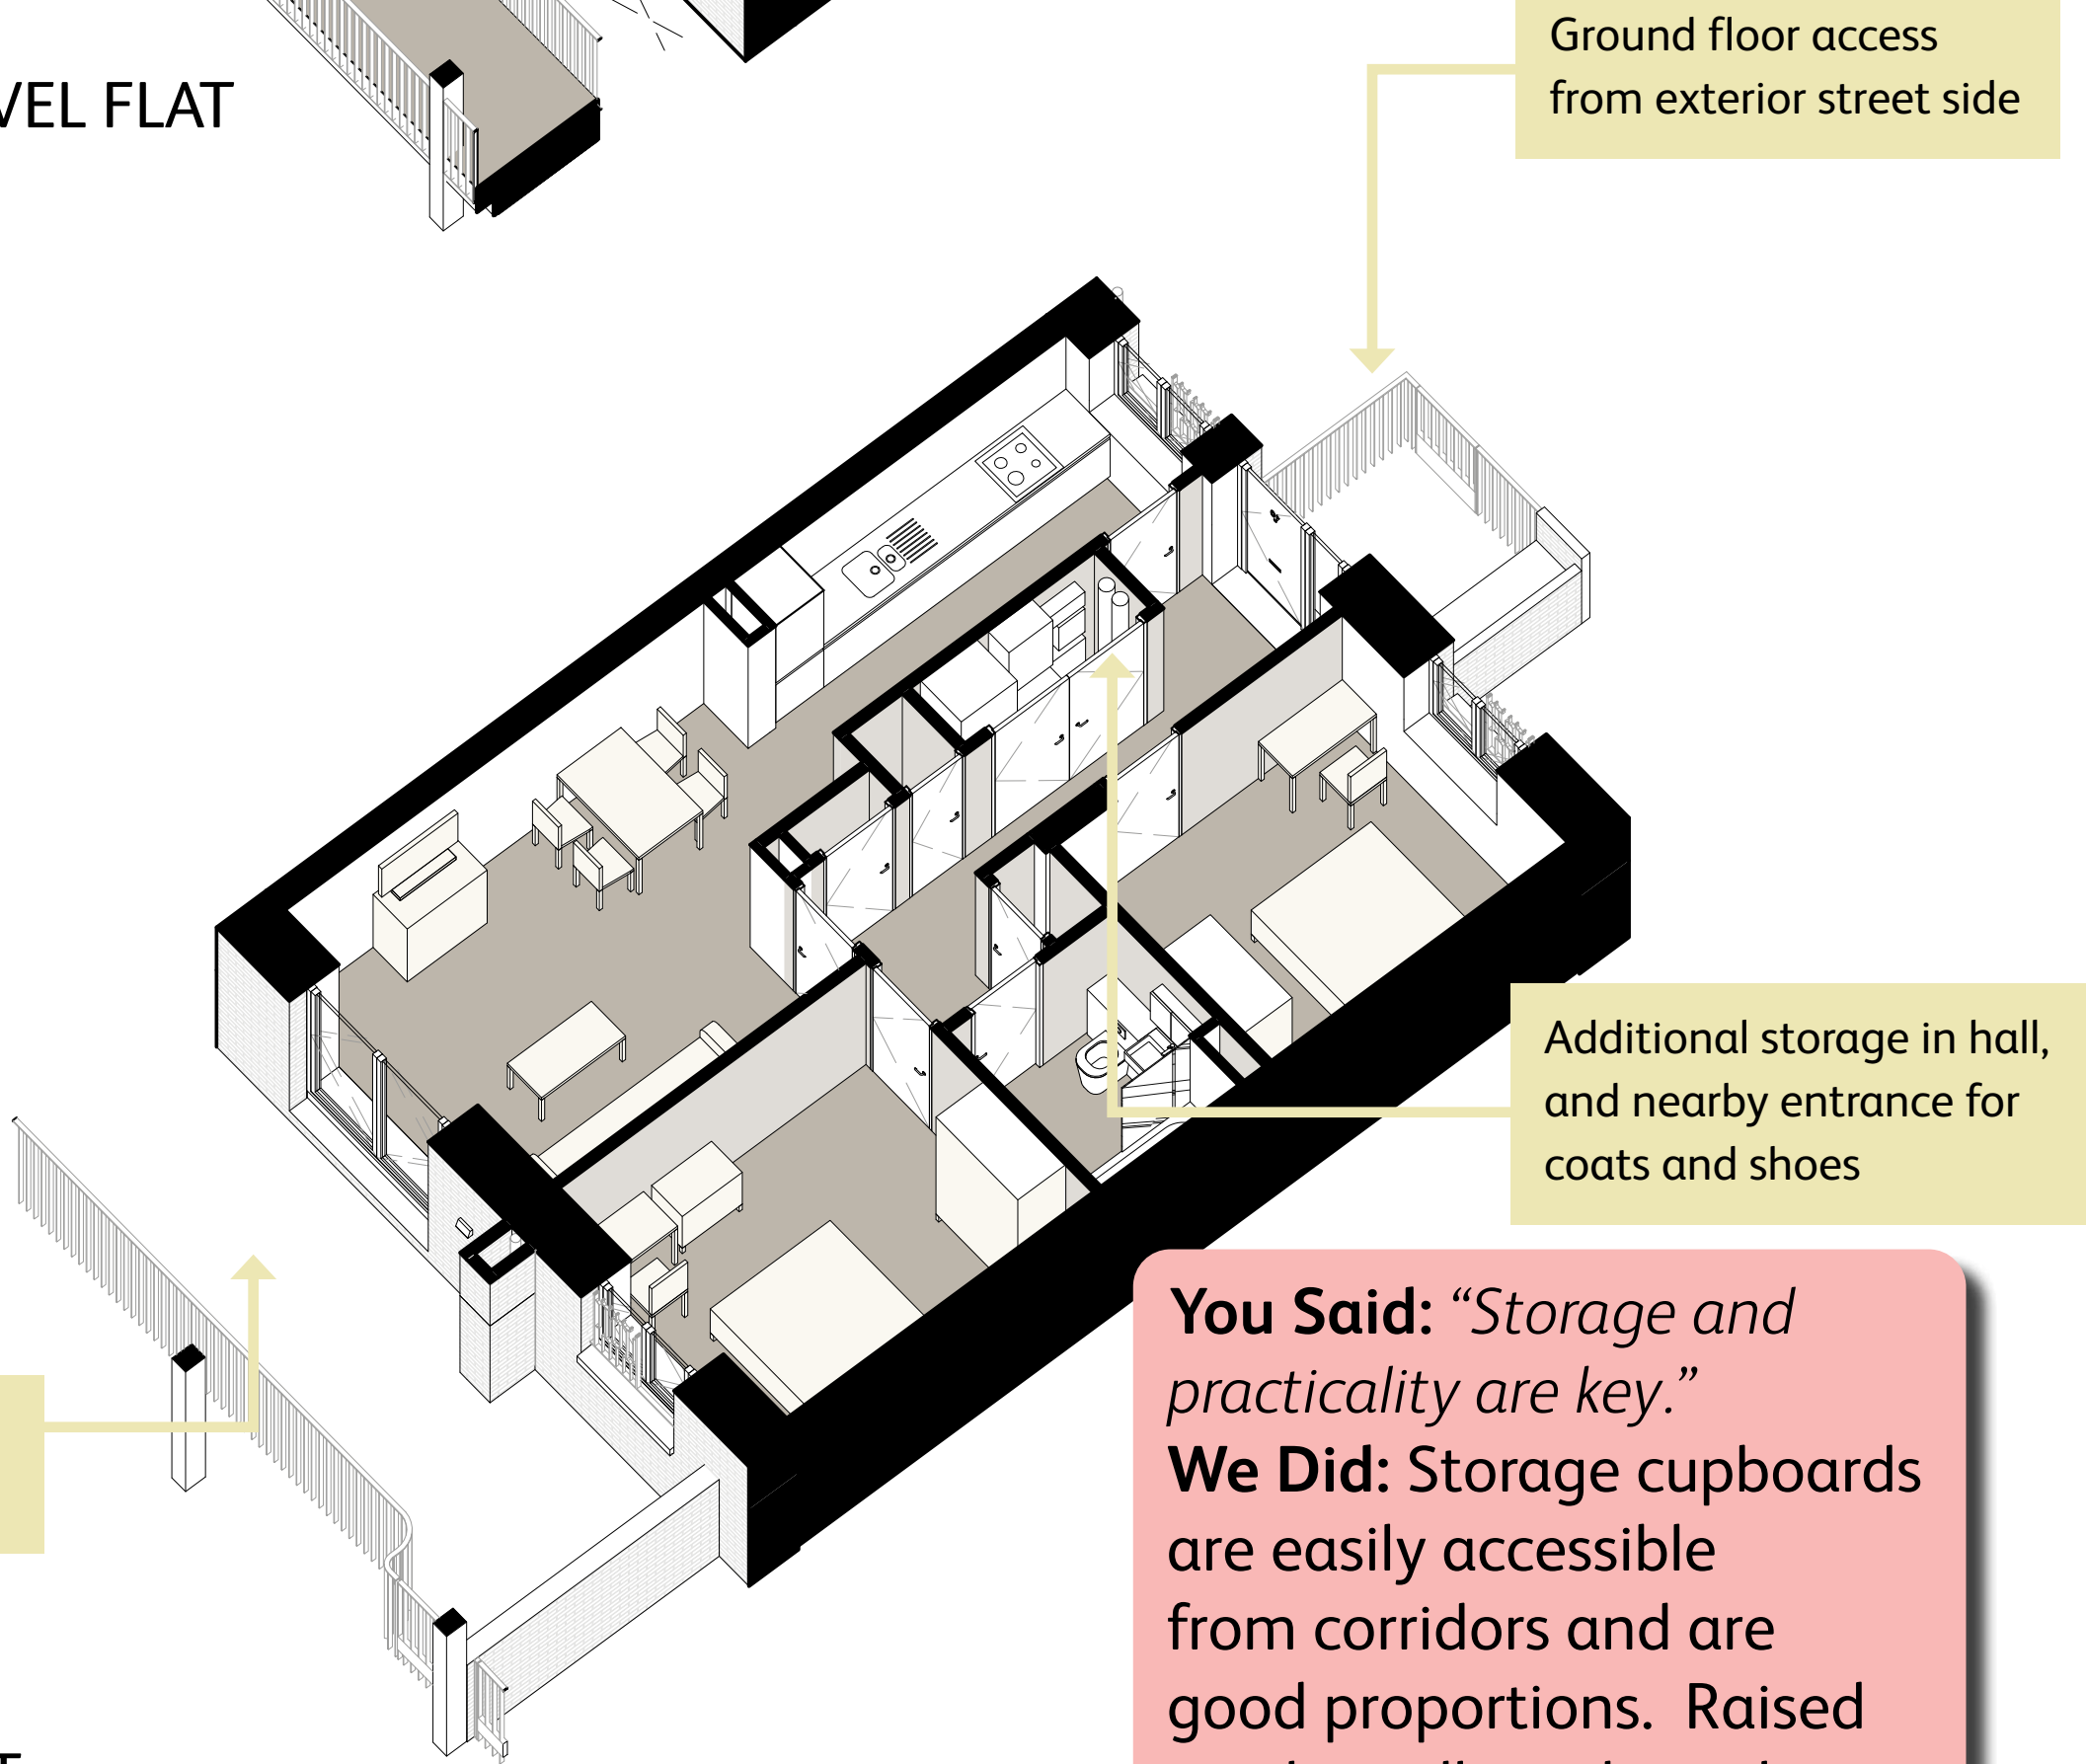 Ground floor access
from exterior street side
VEL FLAT
Additional storage in hall,
and nearby entrance for
coats and shoes
You Said: “Storage and
practicality are key.”
We Did: Storage cupboards
are easily accessible
from corridors and are
good proportions. Raised